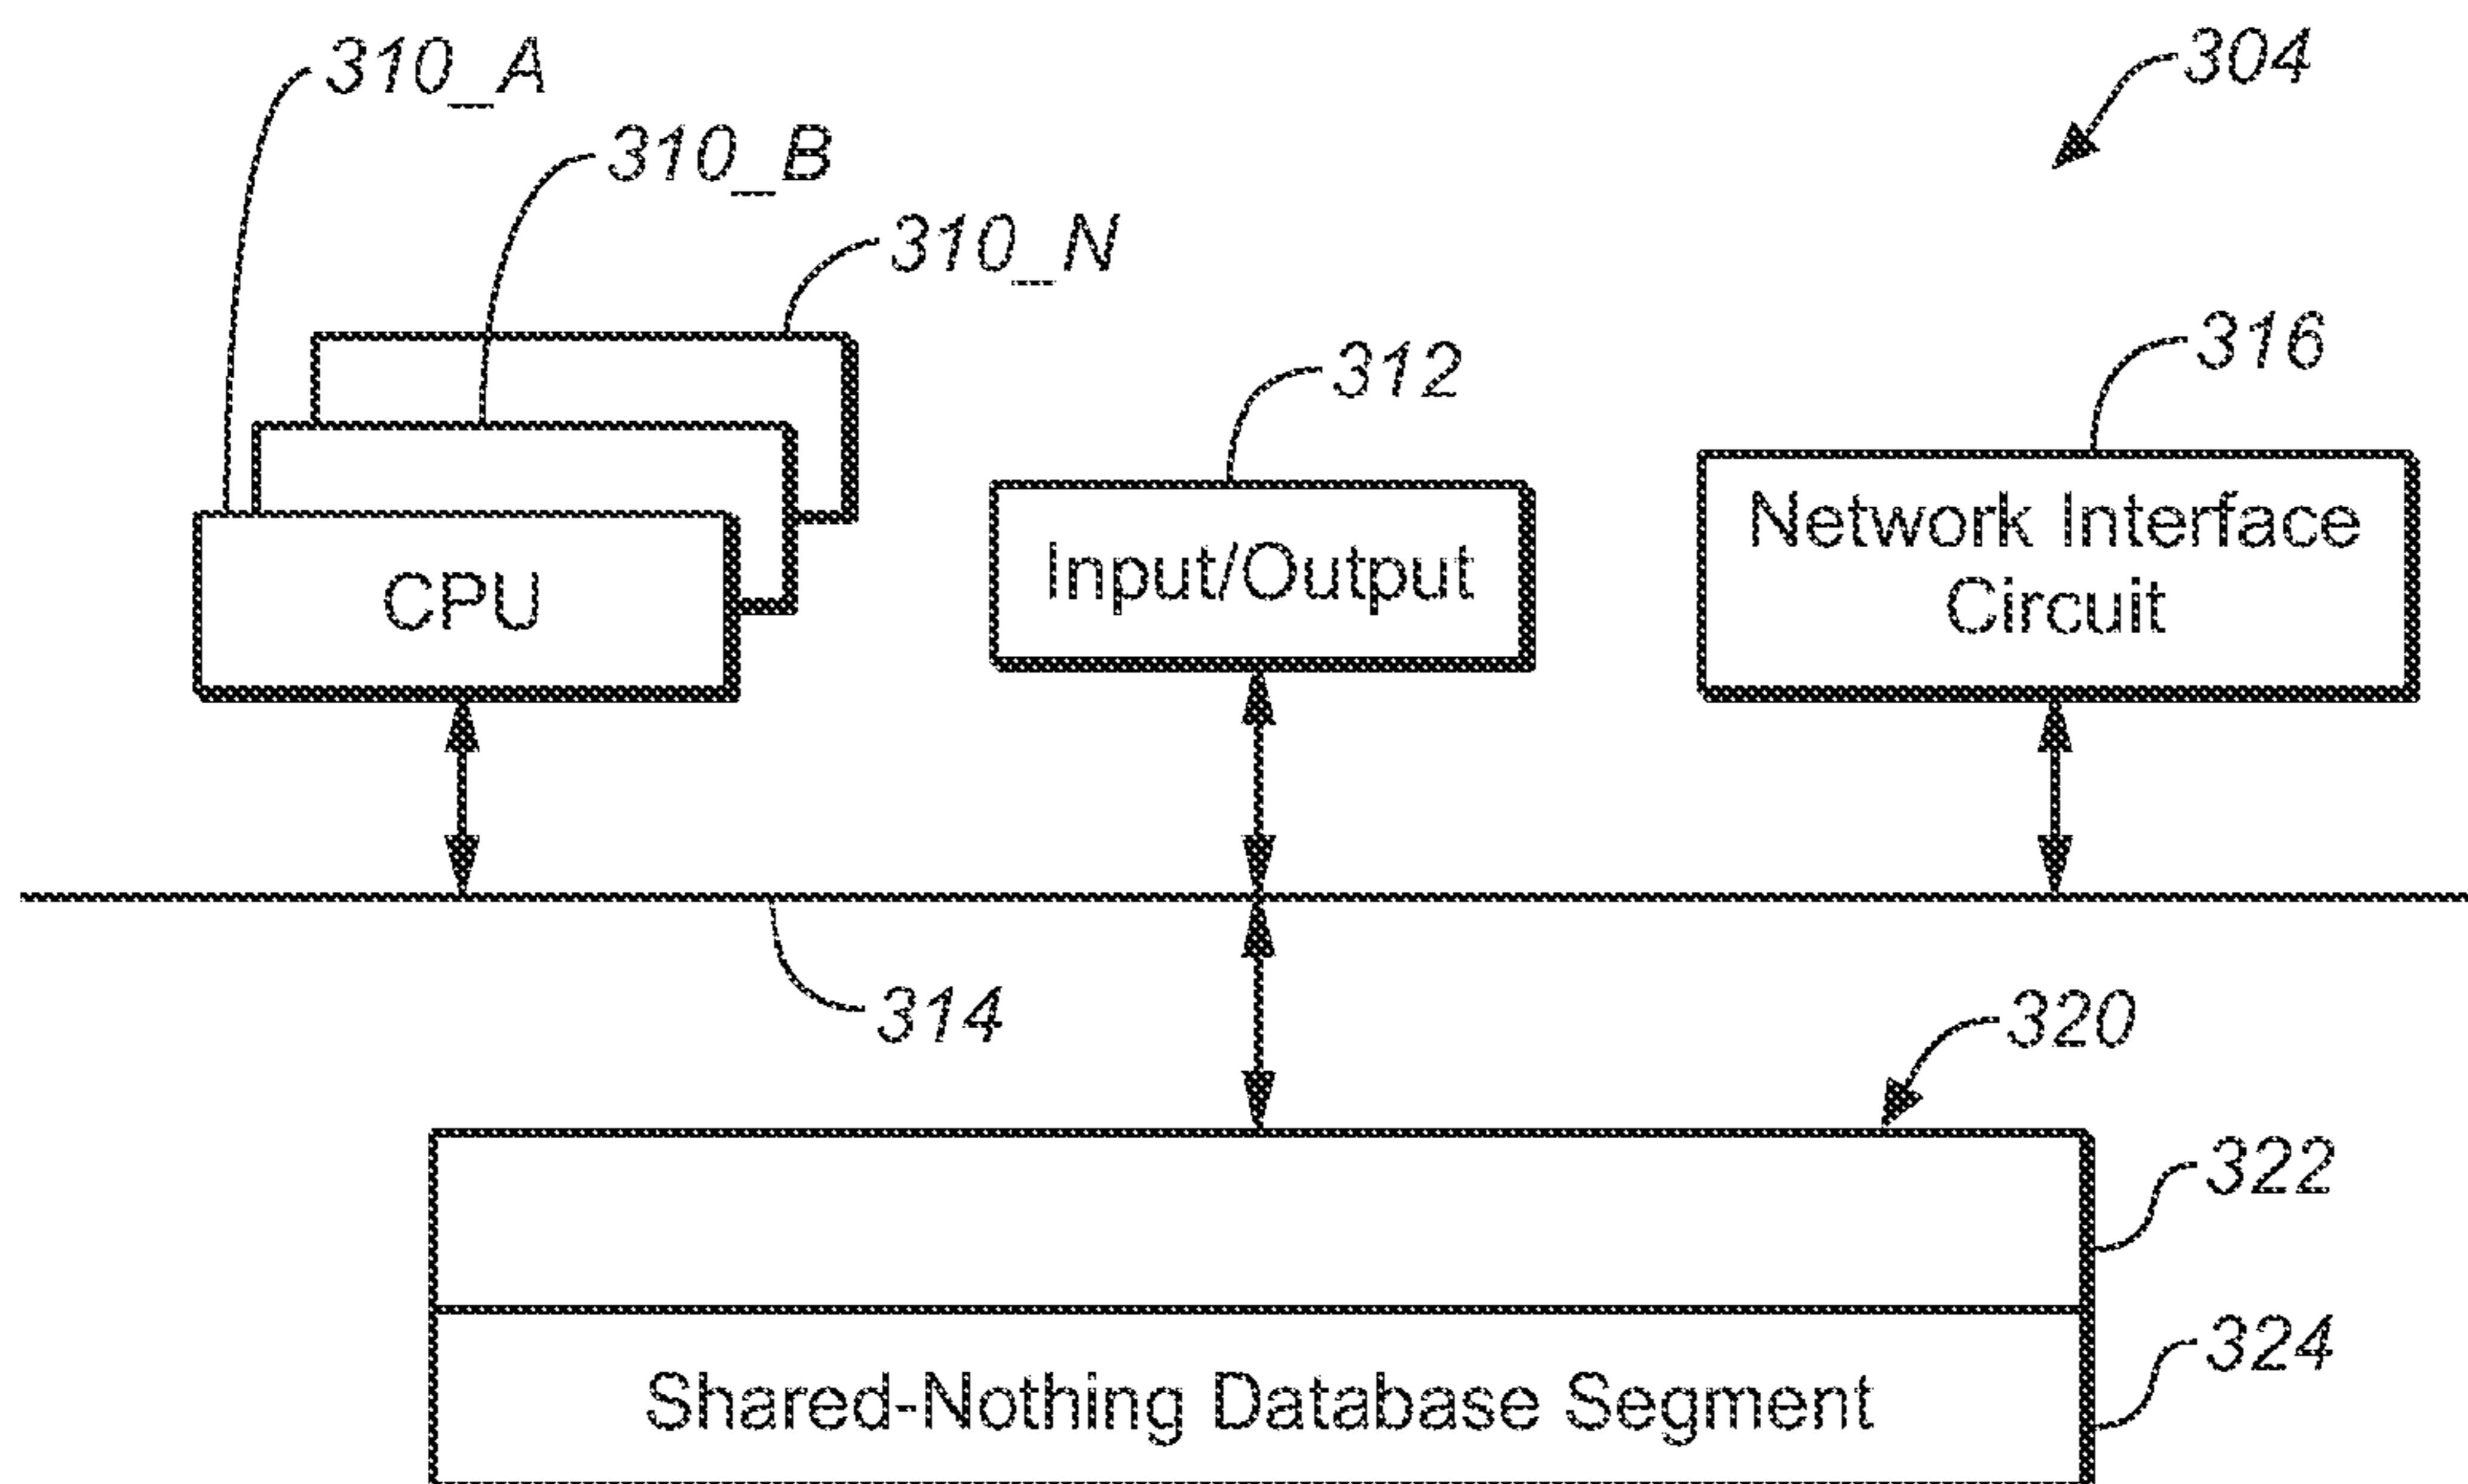 310_A
304
310_B
310_N
316
312
Network Interface
Circuit
Input/Output
CPU
314
320
322
324
Shared-Nothing Database Segment